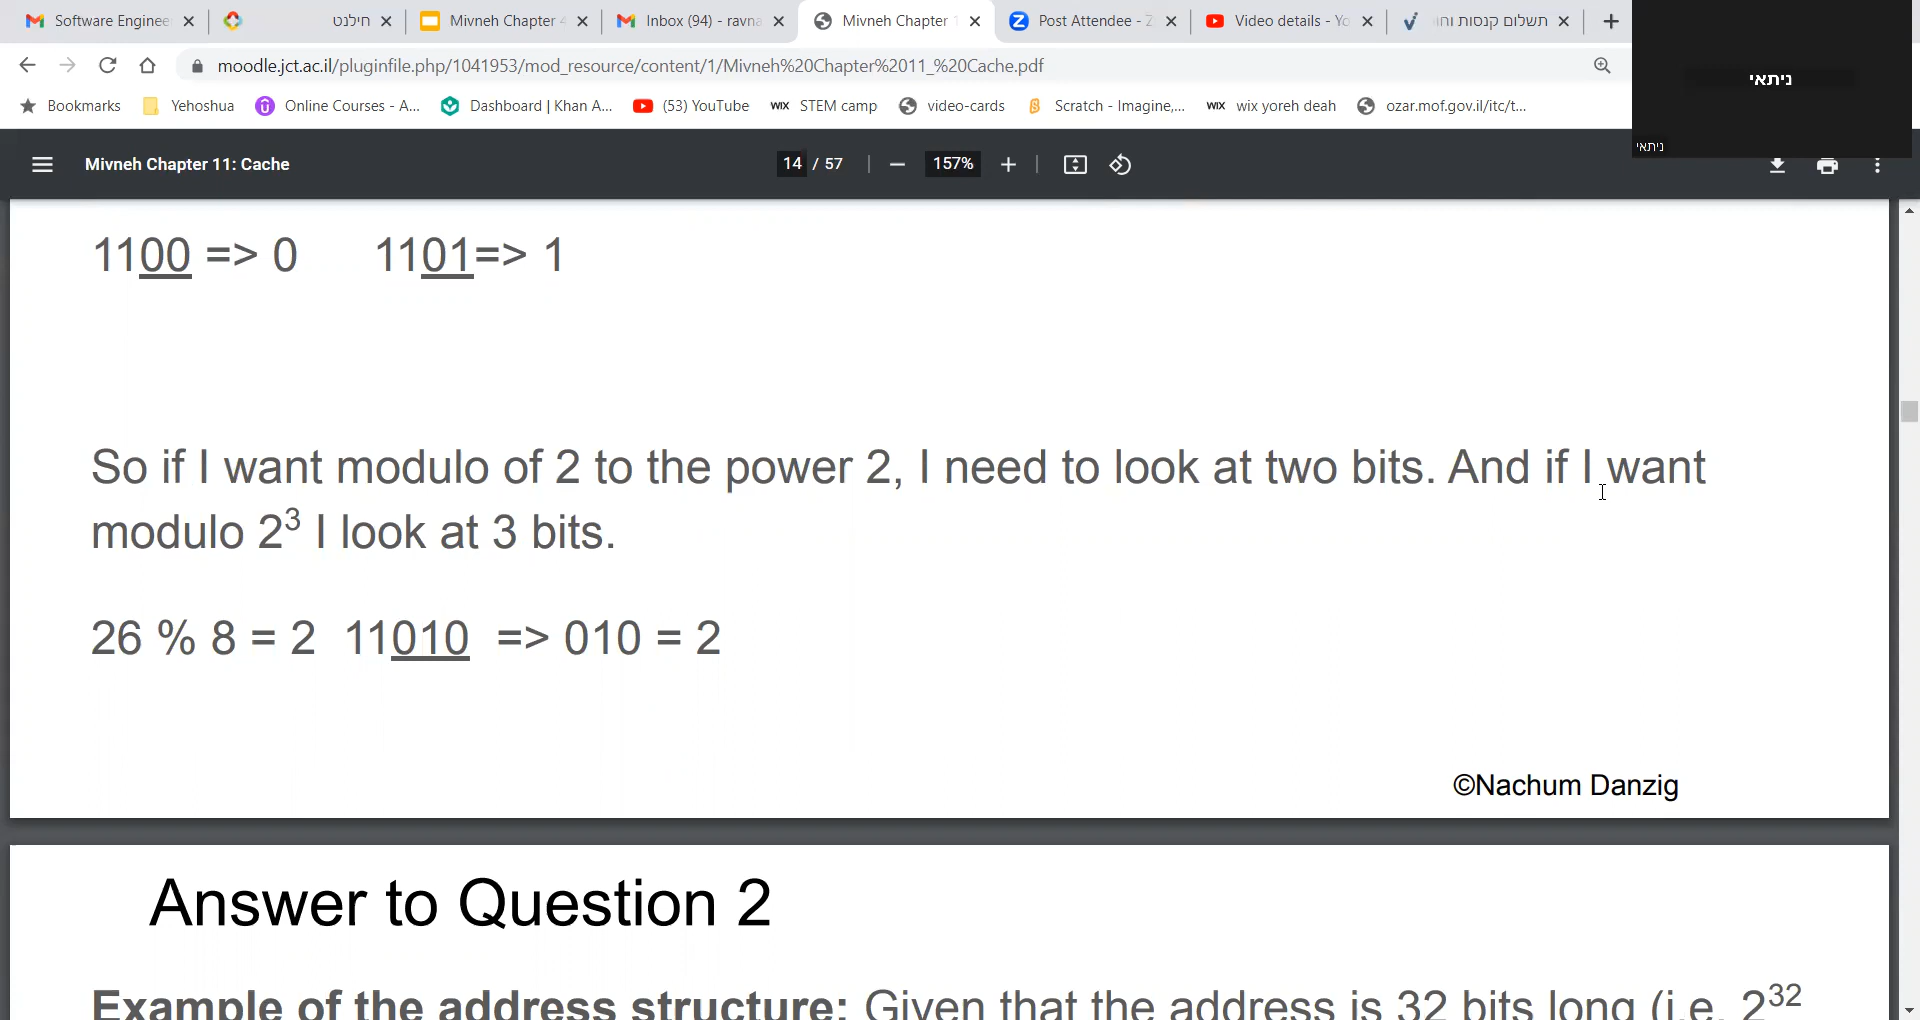 Software Enginee
חילנט
Mivneh Chapter 4
Inbox (94) - ravna
Mivneh Chapter 1
Post Attendee - Z
Video details - Yo
תשלום קנסות וחו
moodle.jct.ac.il/pluginfile.php/1041953/mod_resource/content/1/Mivneh%20Chapter%2011_%20Cache.pdf
Bookmarks
Yehoshua
Online Courses - A...
Dashboard | Khan A...
(53) YouTube
WIX STEM camp
video-cards
Scratch - Imagine,...
WIX wix yoreh deah
ozar.mof.gov.il/itc/t...
ניתאי
ניתאי
Mivneh Chapter 11: Cache
14 / 57
157%
1100 => 0 1101=> 1
So if I want modulo of 2 to the power 2, I need to look at two bits. And if I want
modulo 2³ I look at 3 bits.
26 % 8 = 2 11010 => 010 = 2
©Nachum Danzig
Answer to Question 2
Example of the address structure: Given that the address is 32 bits long (i.e. 2³²